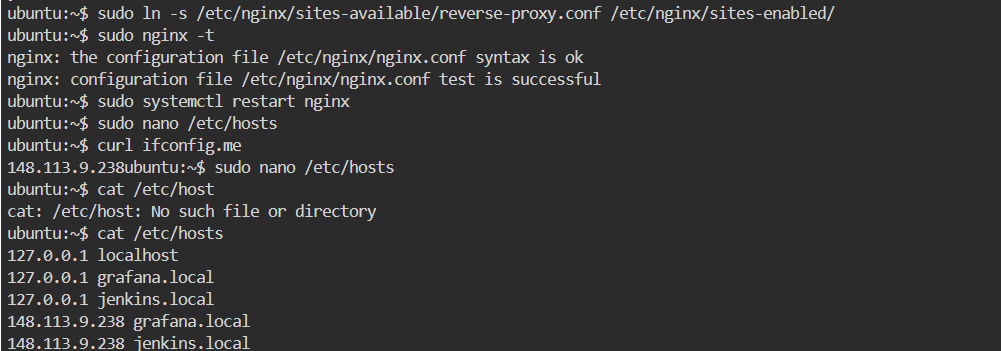 ubuntu:~$ sudo ln -s /etc/nginx/sites-available/reverse-proxy.conf /etc/nginx/sites-enabled/
ubuntu:~$ sudo nginx -t
nginx: the configuration file /etc/nginx/nginx.conf syntax is ok
nginx: configuration file /etc/nginx/nginx.conf test is successful
ubuntu:~$ sudo systemctl restart nginx
ubuntu:~$ sudo nano /etc/hosts
ubuntu:~$ curl ifconfig.me
148.113.9.238ubuntu:~$ sudo nano /etc/hosts
ubuntu:~$ cat /etc/host
cat: /etc/host: No such file or directory
ubuntu:~$ cat /etc/hosts
127.0.0.1 localhost
127.0.0.1 grafana.local
127.0.0.1 jenkins.local
148.113.9.238 grafana.local
148.113.9.238 jenkins.local